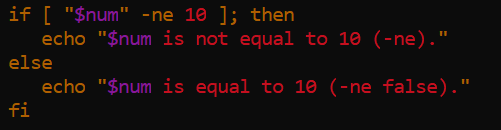 if [ "$num" -ne 10 ]; then
   echo "$num is not equal to 10 (-ne)."
else
   echo "$num is equal to 10 (-ne false)."
fi